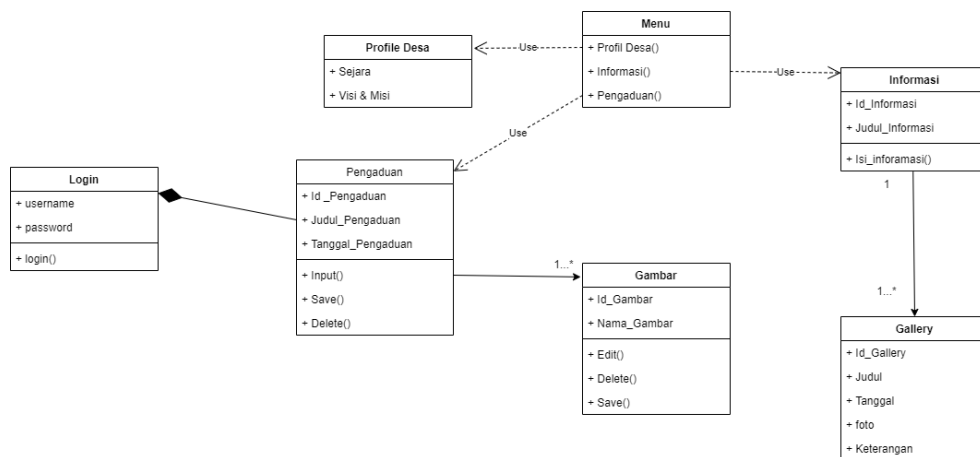 Menu
+ Profil Desa()
+ Informasi()
+ Pengaduan()
Use
Profile Desa
+ Sejara
+ Visi & Misi
Use
Informasi
+ Id_Informasi
+ Judul_Informasi
+ Isi_inforamasi()
Use
Login
+ username
+ password
+ login()
Pengaduan
+ Id _Pengaduan
+ Judul_Pengaduan
+ Tanggal_Pengaduan
+ Input()
+ Save()
+ Delete()
1...*
Gambar
+ Id_Gambar
+ Nama_Gambar
+ Edit()
+ Delete()
+ Save()
1
1...*
Gallery
+ Id_Gallery
+ Judul
+ Tanggal
+ foto
+ Keterangan